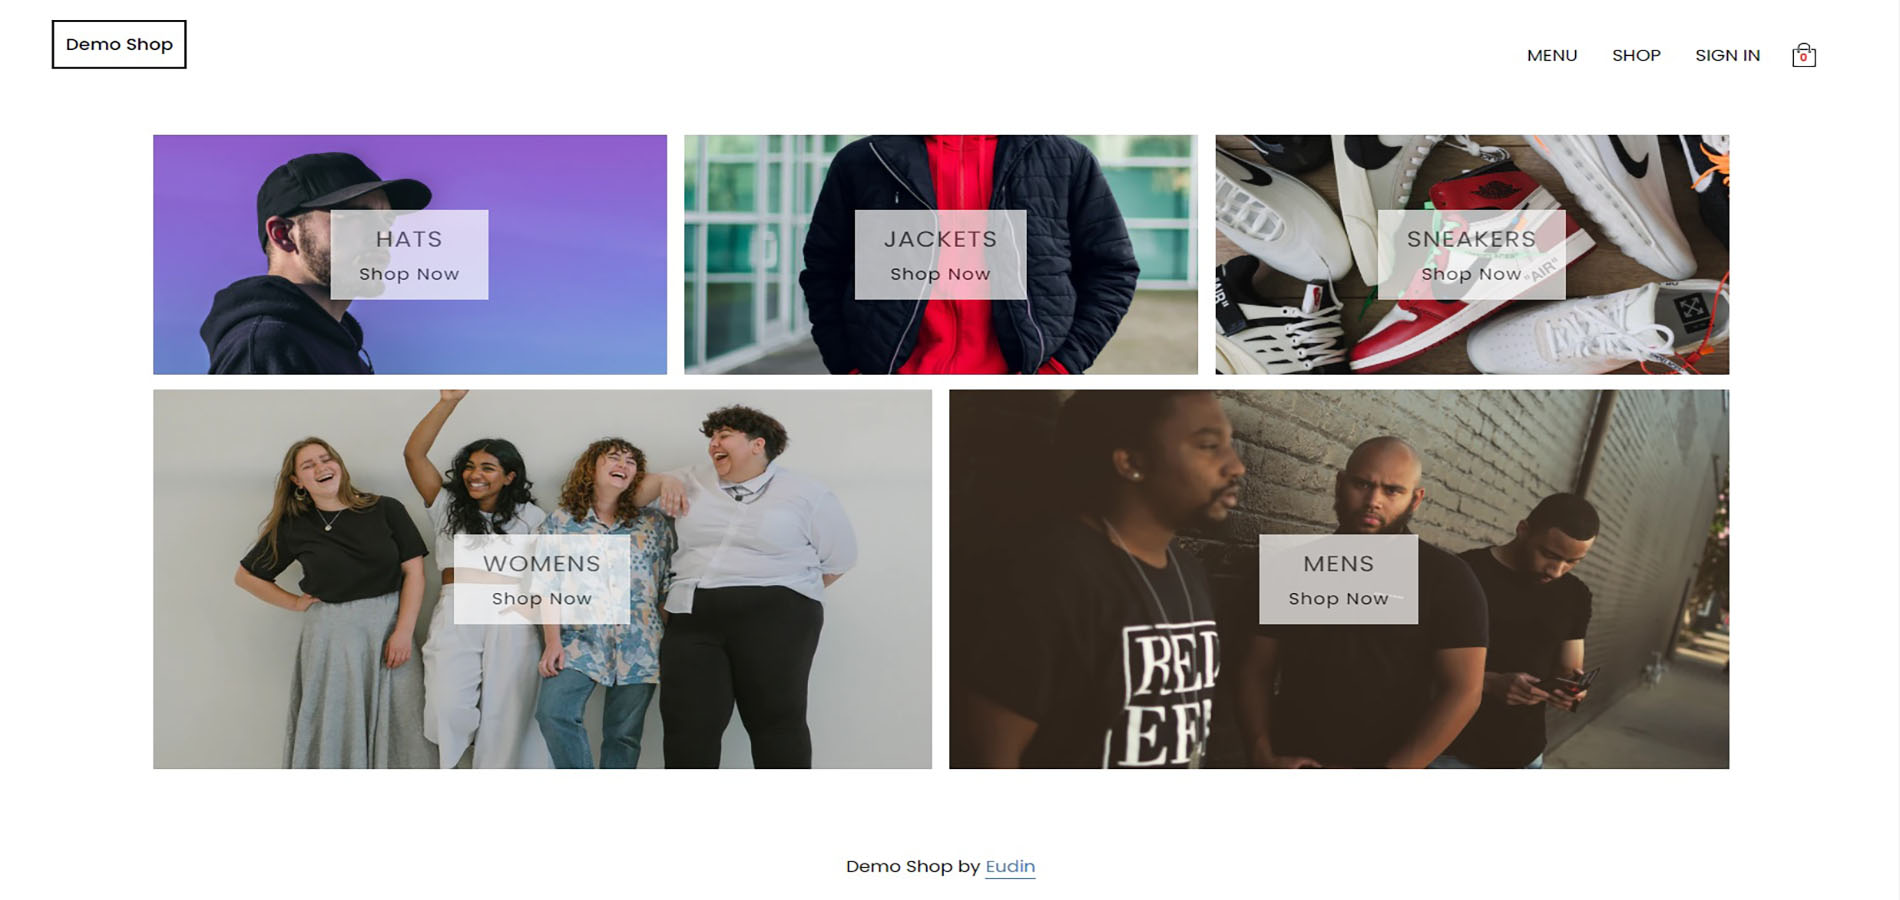 Demo Shop
MENU SHOP SIGN IN 0
HATS
Shop Now
JACKETS
Shop Now
SNEAKERS
Shop Now
"AIR"
WOMENS
Shop Now
MENS
Shop Now
Demo Shop by Eudin